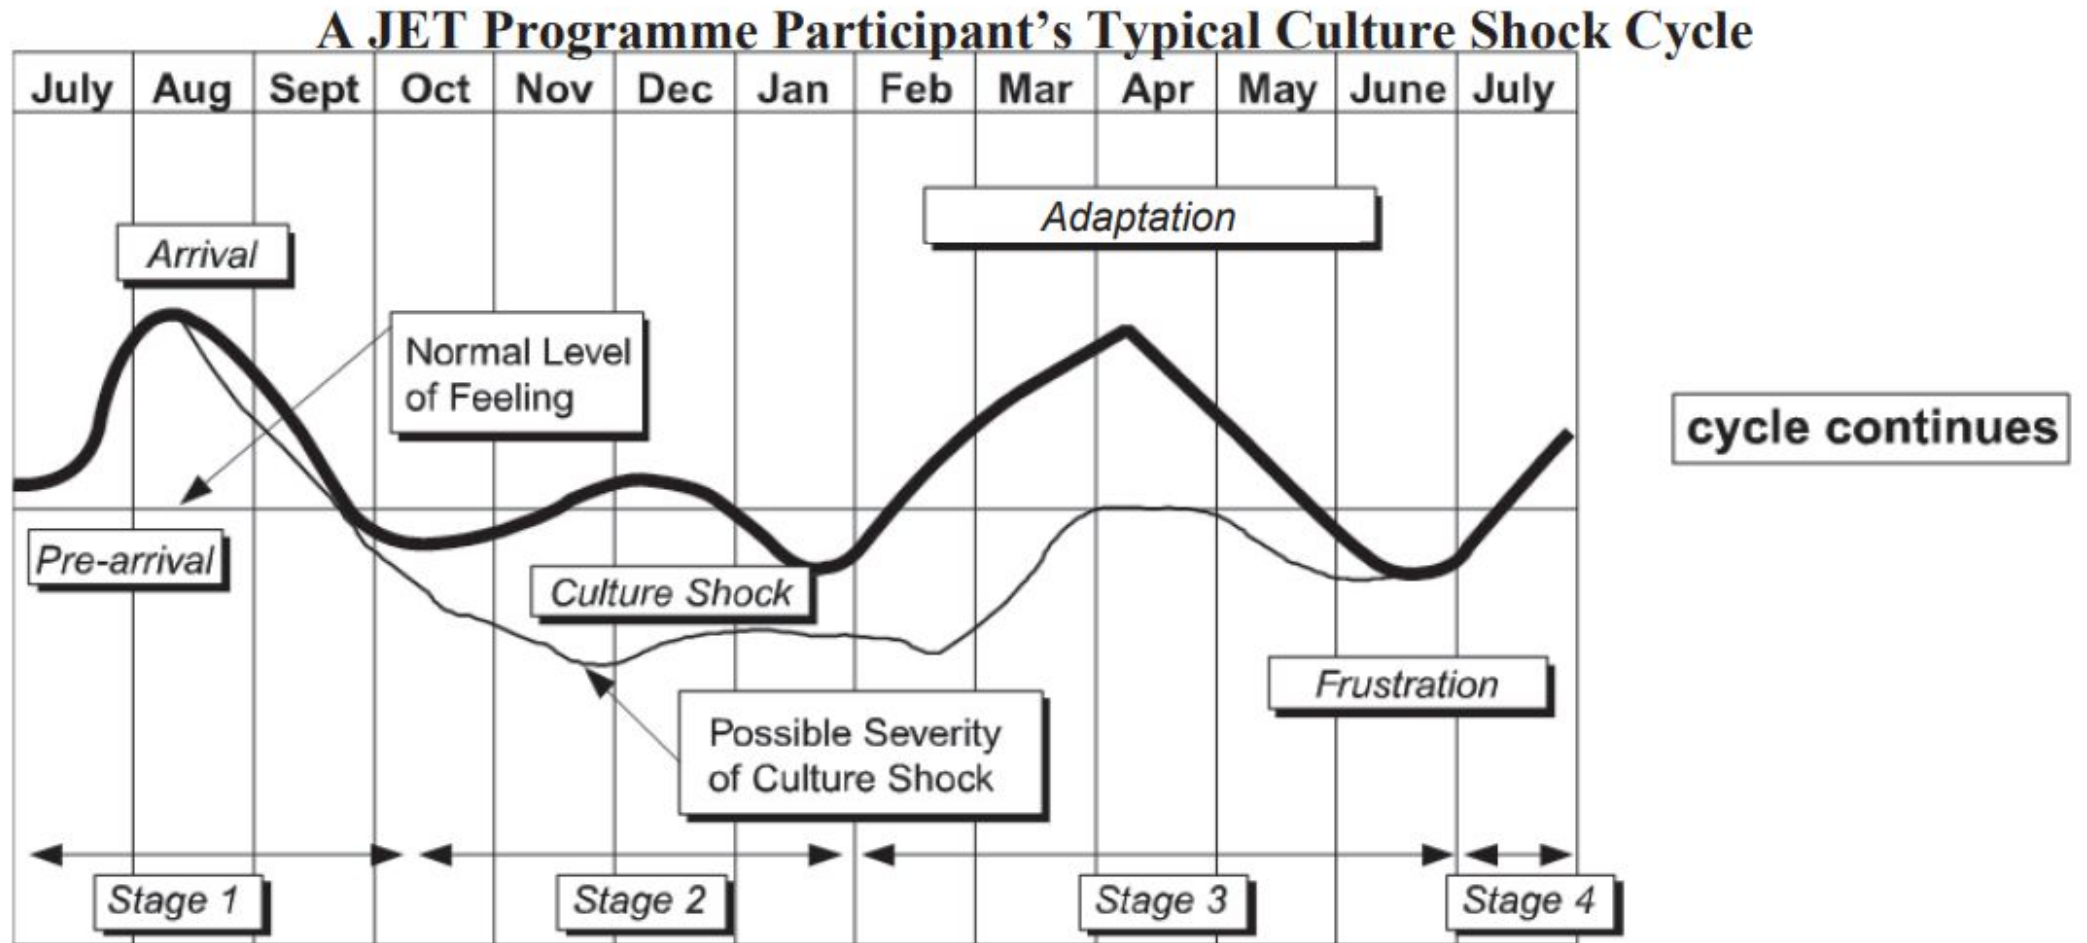 A JET Programme Participant’s Typical Culture Shock Cycle
July Aug Sept Oct Nov Dec Jan Feb Mar Apr May June July
Adaptation
Arrival
Normal Level
of Feeling
cycle continues
Pre-arrival
Culture Shock
Frustration
Possible Severity
of Culture Shock
Stage 1 Stage 2 Stage 3 Stage 4